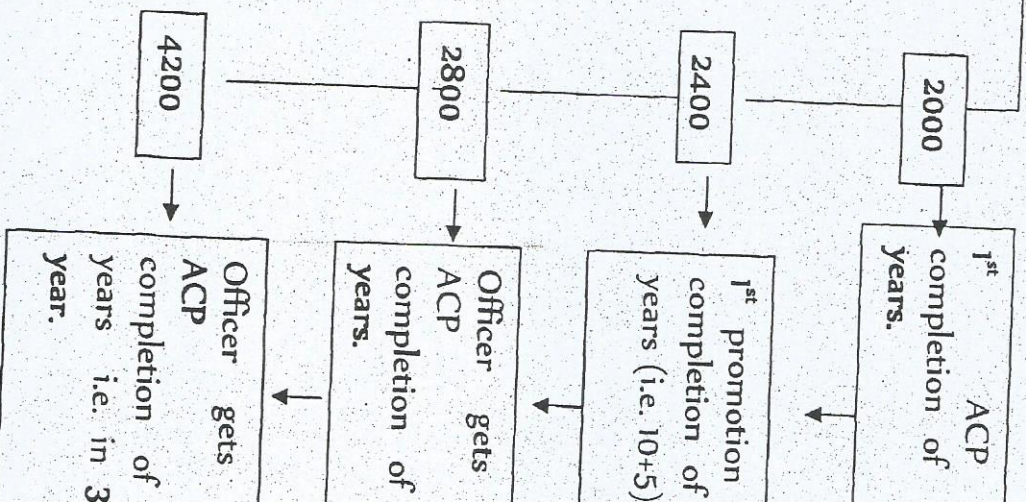 2000
1st ACP
completion of
years.
2400
1st promotion
completion of
years (i.e. 10+5)
2800
Officer gets
ACP
completion of
years.
4200
Officer gets
ACP
completion of
years i.e. in 3
year.